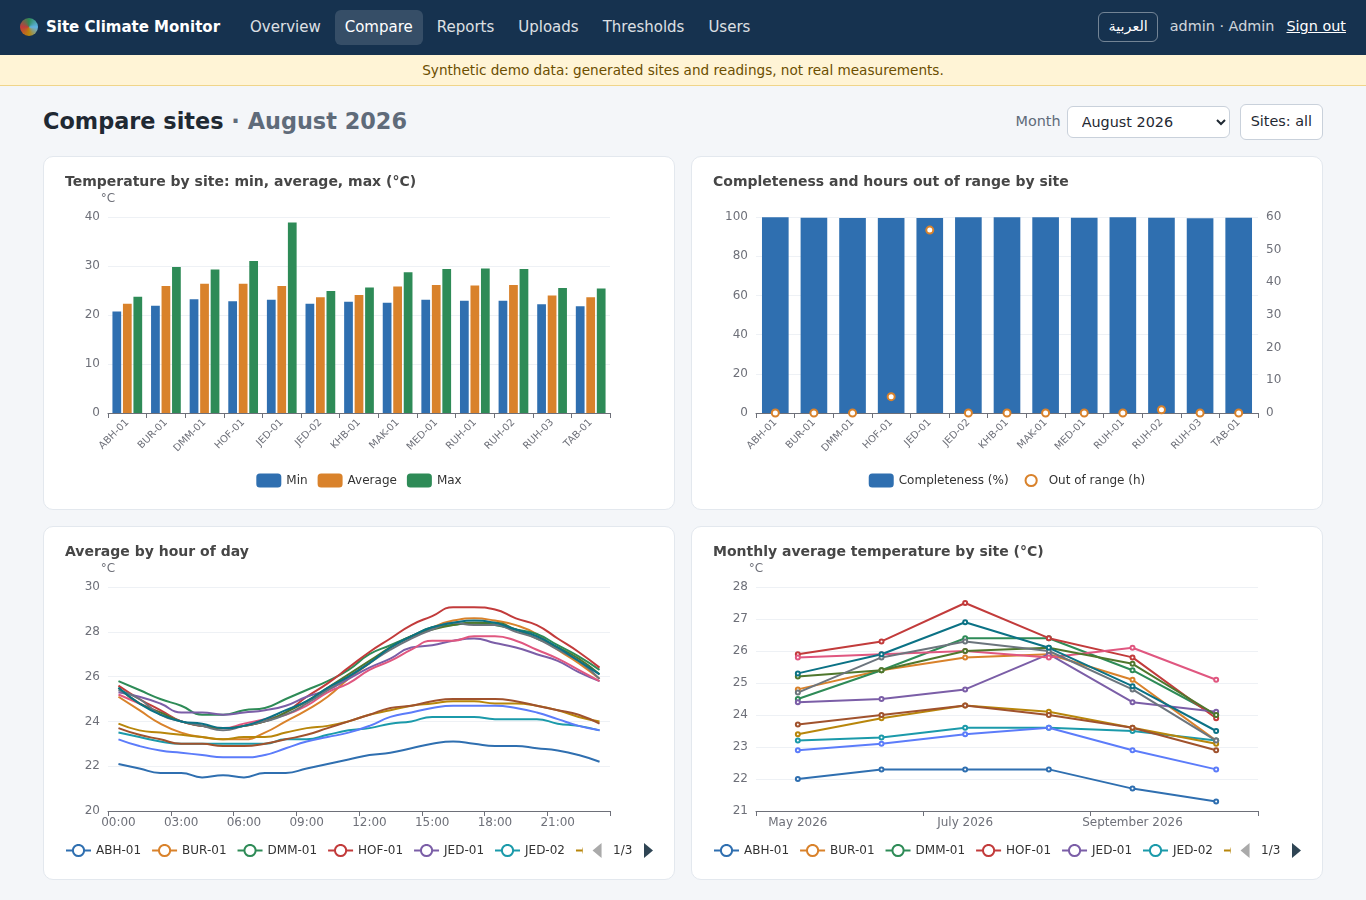 Site Climate Monitor Overview Compare Reports Uploads Thresholds Users العربية admin · Admin Sign out
Synthetic demo data: generated sites and readings, not real measurements.
Compare sites · August 2026
Month August 2026 Sites: all
Temperature by site: min, average, max (°C)
°C
40
30
20
10
0
ABH-01 BUR-01 DMM-01 HOF-01 JED-01 JED-02 KHB-01 MAK-01 MED-01 RUH-01 RUH-02 RUH-03 TAB-01
Min Average Max
Completeness and hours out of range by site
100 60
80 50
60 40
40 30
20 20
0 10
0
ABH-01 BUR-01 DMM-01 HOF-01 JED-01 JED-02 KHB-01 MAK-01 MED-01 RUH-01 RUH-02 RUH-03 TAB-01
Completeness (%) Out of range (h)
Average by hour of day
°C
30
28
26
24
22
20
00:00 03:00 06:00 09:00 12:00 15:00 18:00 21:00
ABH-01 BUR-01 DMM-01 HOF-01 JED-01 JED-02 1/3
Monthly average temperature by site (°C)
°C
28
27
26
25
24
23
22
21
May 2026 July 2026 September 2026
ABH-01 BUR-01 DMM-01 HOF-01 JED-01 JED-02 1/3